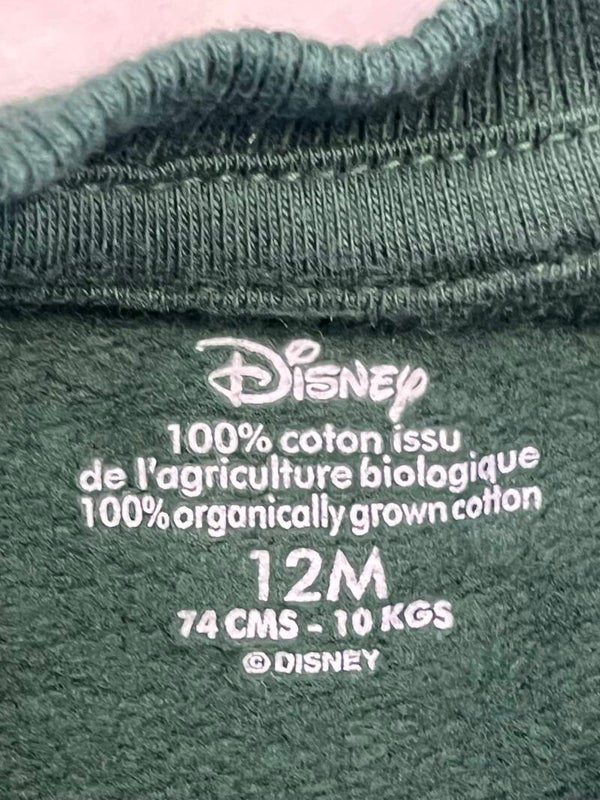 Disney
100% coton issu
de l'agriculture biologique
100% organically grown cotton
12M
74 CMS - 10 KGS
© DISNEY